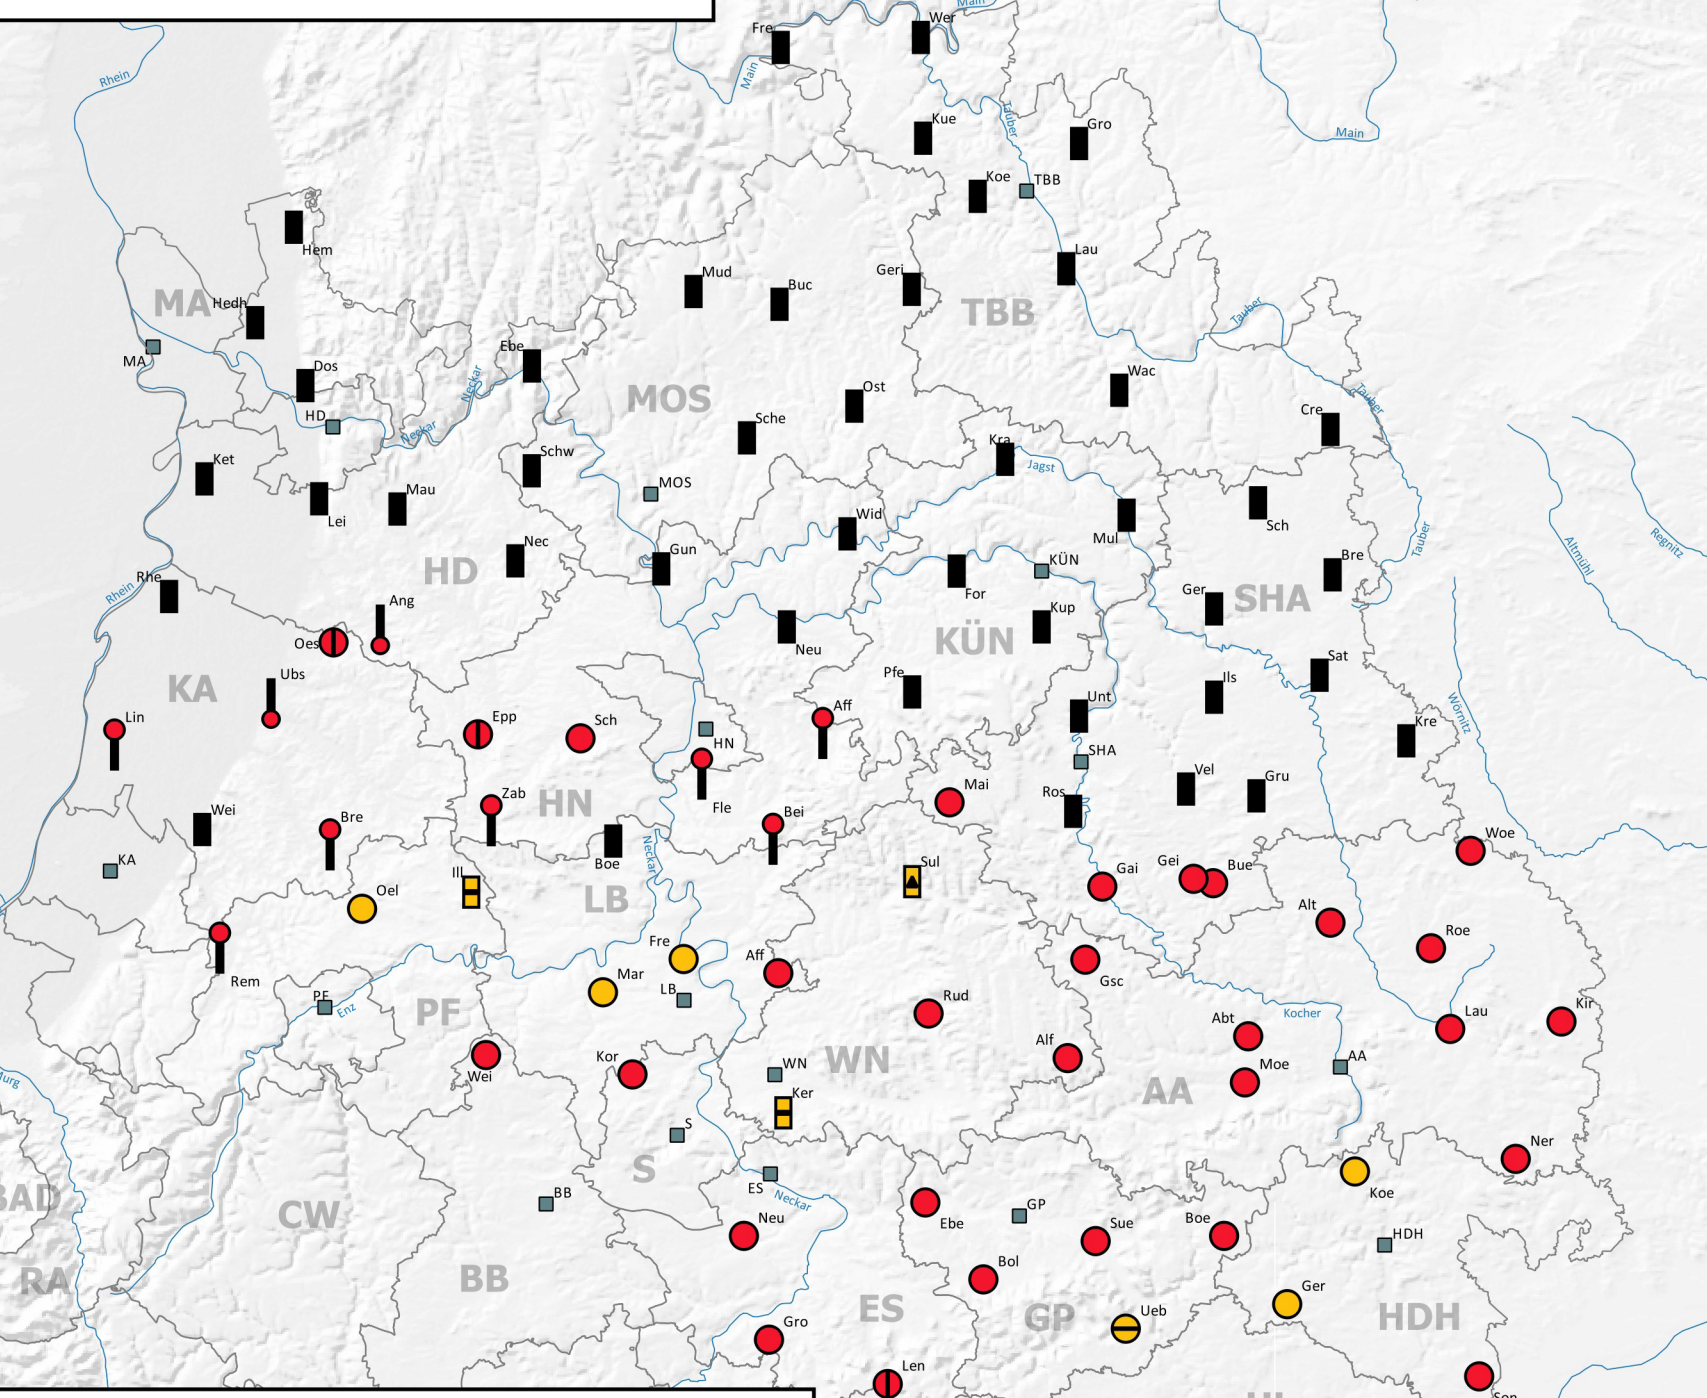 Main
Wer
Fre
Rhein
Main
Kue
Tauber
Gro
Main
Koe
TBB
Hem
Lau
Mud
Geri
Buc
MA
Hedh
TBB
Tauber
MA
Ebe
Dos
Wac
Neckar
Ost
MOS
Tauber
HD
Sche
Cre
Neckar
Kra
Schw
Ket
Jagst
MOS
Mau
Lei
Wid
Sch
Mul
Tauber
Nec
Gun
Regnitz
Altmühl
KÜN
Bre
HD
Rhe
Rhein
For
Ger
SHA
Ang
Kup
Oes
Neu
KÜN
Sat
Ubs
Pfe
Ils
KA
Unt
Wörnitz
Lin
Epp
Sch
Aff
HN
Kre
SHA
Vel
Gru
Mai
Zab
HN
Ros
Fle
Wei
Bre
Bei
Woe
Neckar
KA
Boe
Sul
Gei
Bue
Ill
Gai
Oel
LB
Alt
Roe
Fre
Aff
Mar
Rem
LB
Gsc
PF
Rud
Enz
PF
Kocher
Abt
Lau
Kir
Alf
Kor
WN
WN
AA
Moe
Wei
Murg
Ker
AA
S
Ner
S
ES
BB
Neckar
Koe
CW
GP
Neu
Ebe
Sue
Boe
HDH
Bol
RA
BB
Ger
ES
Ueb
GP
HDH
Gro
Len